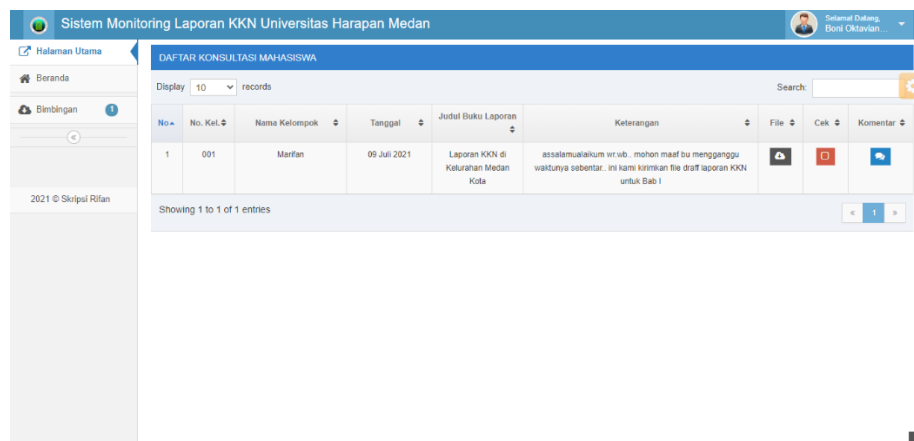 Sistem Monitoring Laporan KKN Universitas Harapan Medan
Selamat Datang,
Boni Oktavian...
Halaman Utama
Beranda
Bimbingan 1
2021 © Skripsi Rifan
DAFTAR KONSULTASI MAHASISWA
Display 10 records
Search:
No No. Kel. Nama Kelompok Tanggal Judul Buku Laporan Keterangan File Cek Komentar
1 001 Marifan 09 Juli 2021 Laporan KKN di
Kelurahan Medan
Kota
assalamualaikum wr.wb.. mohon maaf bu mengganggu
waktunya sebentar.. ini kami kirimkan file draff laporan KKN
untuk Bab I
Showing 1 to 1 of 1 entries
« 1 »